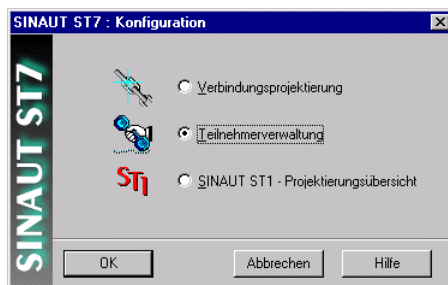 SINAUT ST7 : Konfiguration
SINAUT ST7
Verbindungsprojektierung
Teilnehmerverwaltung
ST1
SINAUT ST1 - Projektierungsübersicht
OK
Abbrechen
Hilfe